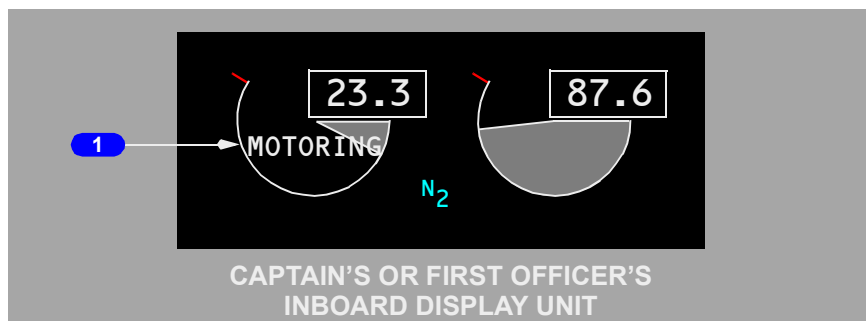 23.3
87.6
1
MOTORING
N2
CAPTAIN'S OR FIRST OFFICER'S
INBOARD DISPLAY UNIT